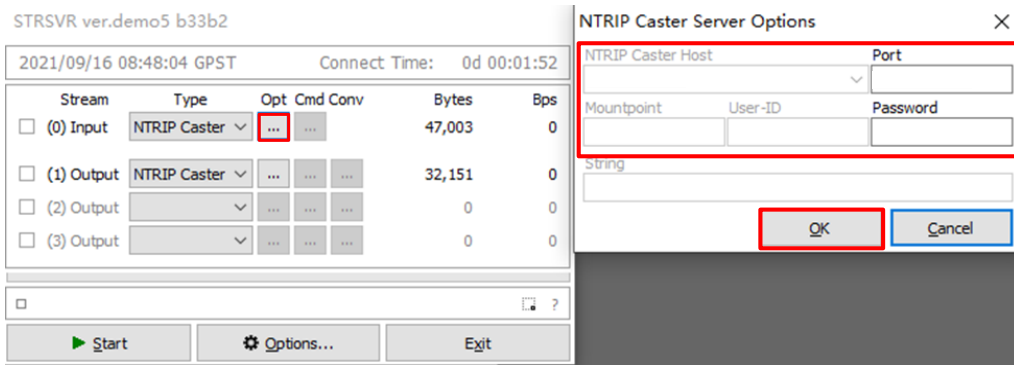 STRSVR ver.demo5 b33b2
2021/09/16 08:48:04 GPST Connect Time: 0d 00:01:52
Stream Type Opt Cmd Conv Bytes Bps
(0) Input NTRIP Caster ... ... 47,003 0
(1) Output NTRIP Caster ... ... ... 32,151 0
(2) Output ... ... ... 0 0
(3) Output ... ... ... 0 0
?
Start Options... Exit
NTRIP Caster Server Options
NTRIP Caster Host Port
Mountpoint User-ID Password
String
OK Cancel